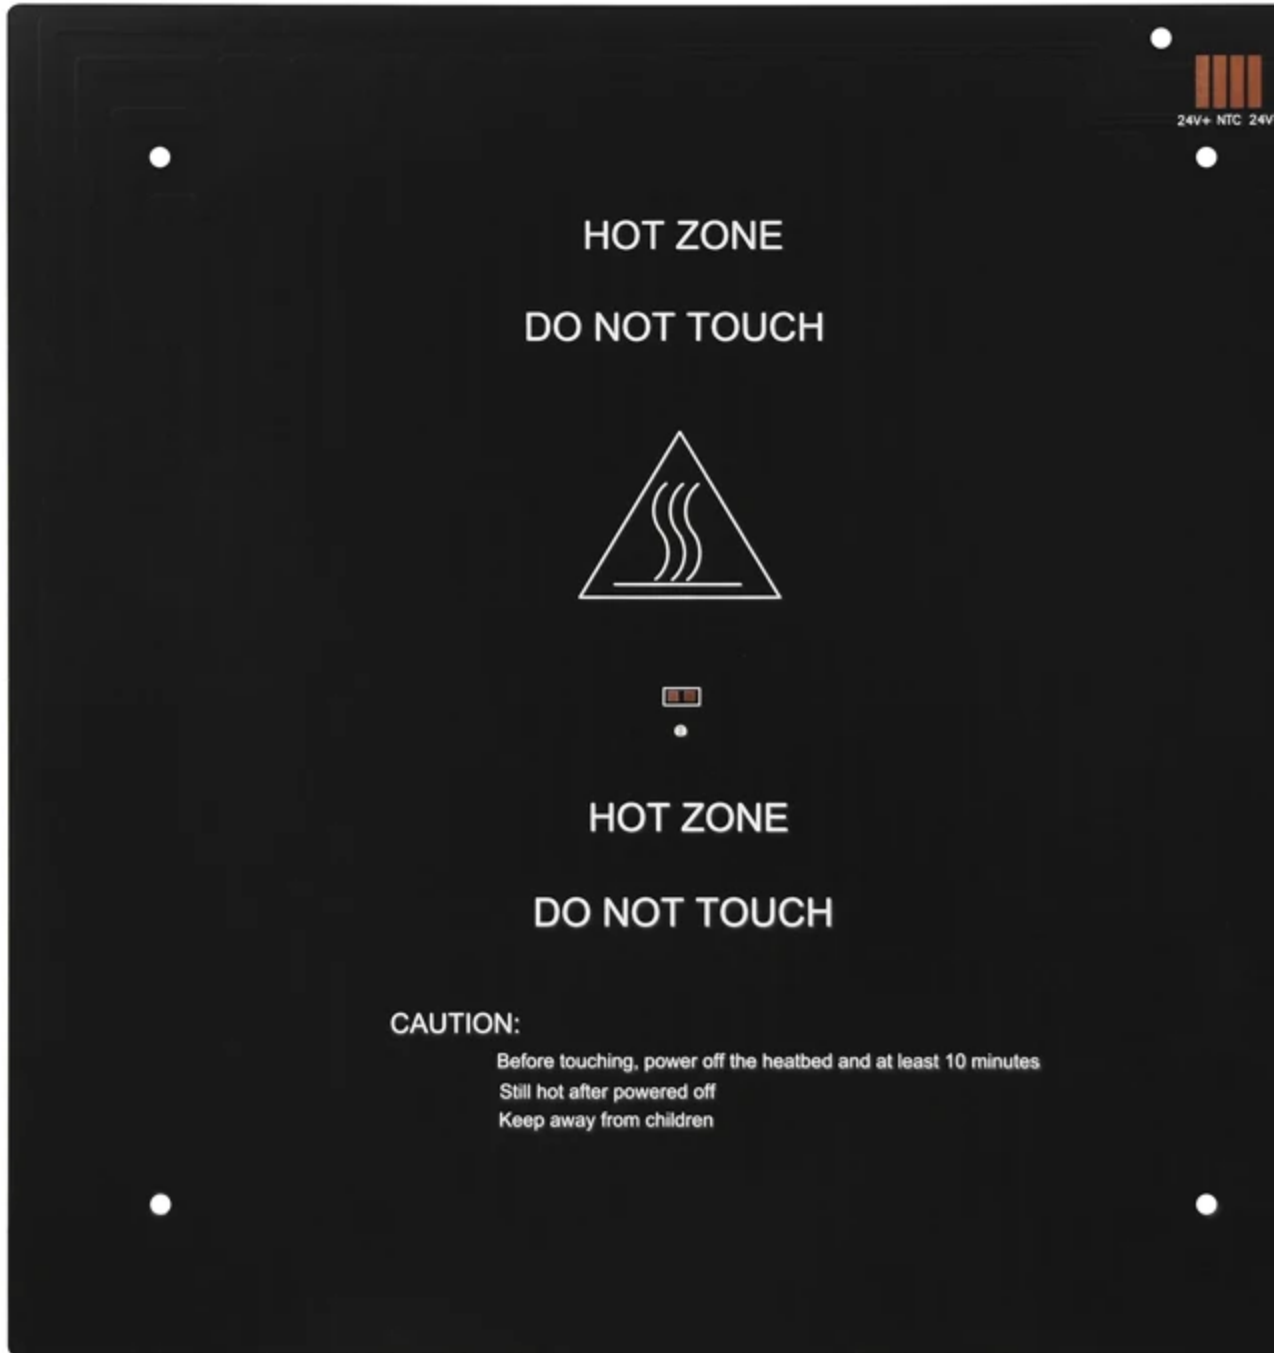 24V+ NTC 24V
HOT ZONE
DO NOT TOUCH
HOT ZONE
DO NOT TOUCH
CAUTION:
Before touching, power off the heatbed and at least 10 minutes
Still hot after powered off
Keep away from children